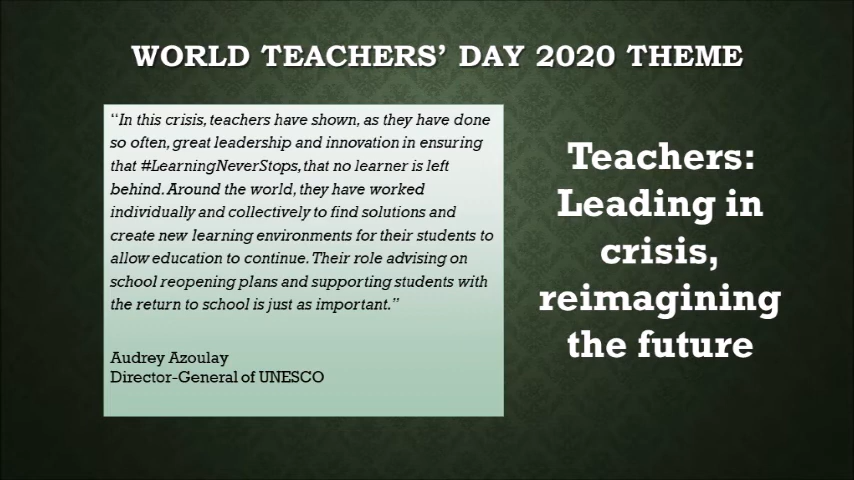 WORLD TEACHERS’ DAY 2020 THEME
“In this crisis, teachers have shown, as they have done
so often, great leadership and innovation in ensuring
that #LearningNeverStops, that no learner is left
behind. Around the world, they have worked
individually and collectively to find solutions and
create new learning environments for their students to
allow education to continue. Their role advising on
school reopening plans and supporting students with
the return to school is just as important.”
Audrey Azoulay
Director-General of UNESCO
Teachers:
Leading in
crisis,
reimagining
the future